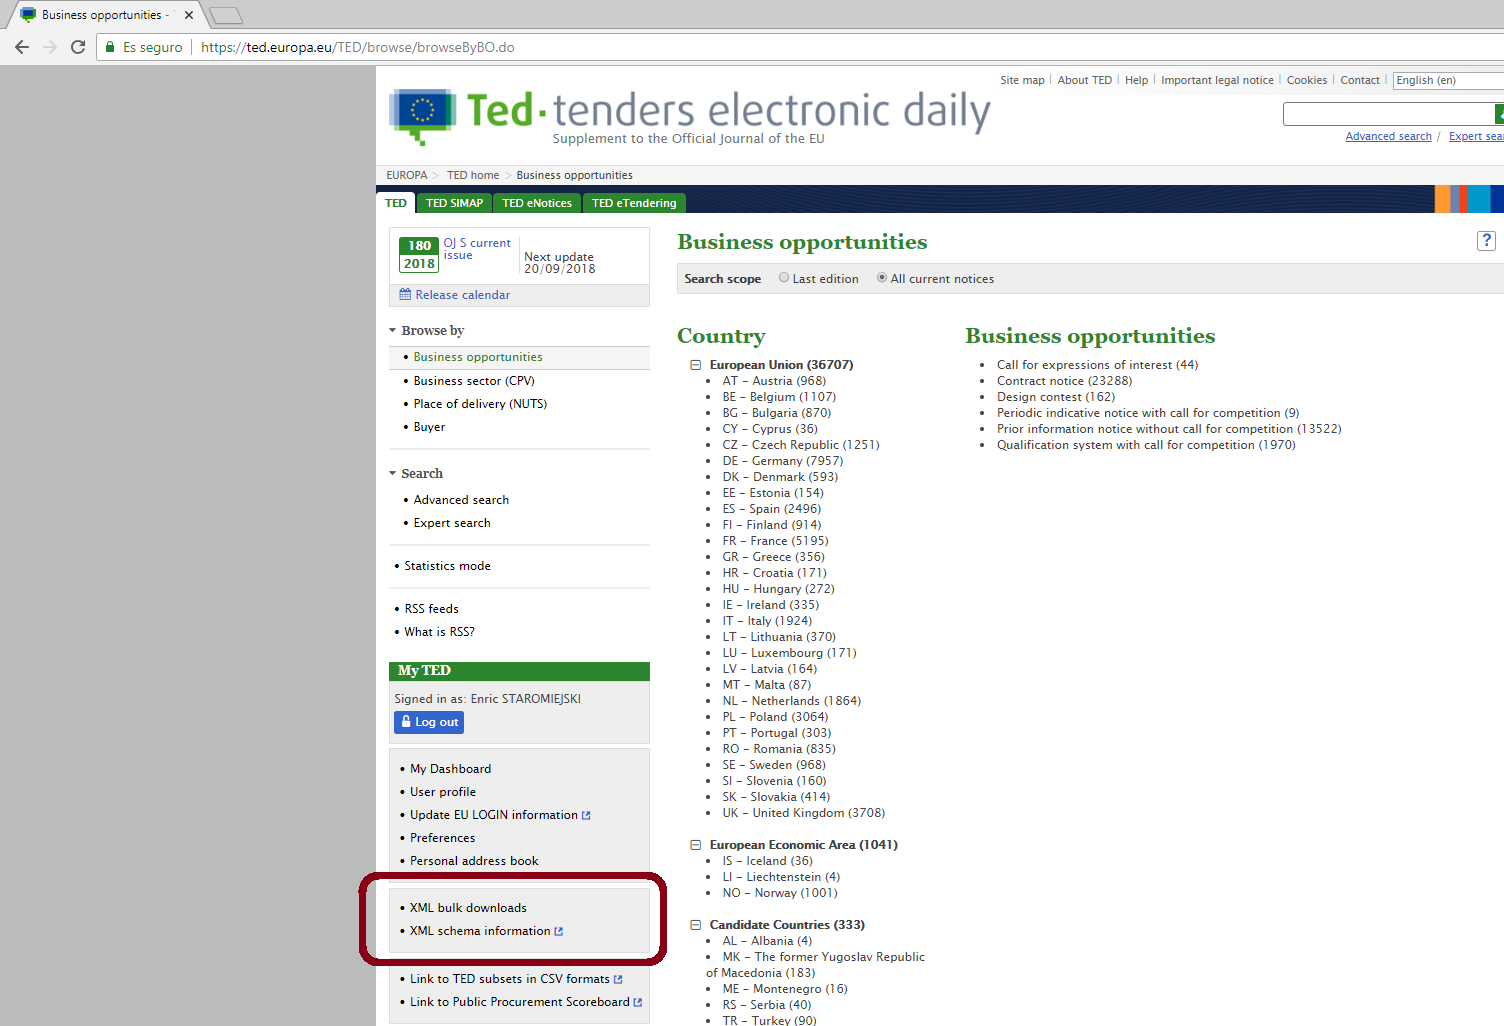 Business opportunities -
Es seguro | https://ted.europa.eu/TED/browse/browseByBO.do
Site map | About TED | Help | Important legal notice | Cookies | Contact | English (en)
Ted · tenders electronic daily
Supplement to the Official Journal of the EU
Advanced search / Expert sear
EUROPA > TED home > Business opportunities
TED TED SIMAP TED eNotices TED eTendering
180
2018
OJ S current
issue
Next update
20/09/2018
Release calendar
Browse by
• Business opportunities
• Business sector (CPV)
• Place of delivery (NUTS)
• Buyer
Search
• Advanced search
• Expert search
• Statistics mode
• RSS feeds
• What is RSS?
My TED
Signed in as: Enric STAROMIEJSKI
Log out
• My Dashboard
• User profile
• Update EU LOGIN information
• Preferences
• Personal address book
• XML bulk downloads
• XML schema information
• Link to TED subsets in CSV formats
• Link to Public Procurement Scoreboard
Business opportunities
?
Search scope Last edition All current notices
Country
European Union (36707)
• AT - Austria (968)
• BE - Belgium (1107)
• BG - Bulgaria (870)
• CY - Cyprus (36)
• CZ - Czech Republic (1251)
• DE - Germany (7957)
• DK - Denmark (593)
• EE - Estonia (154)
• ES - Spain (2496)
• FI - Finland (914)
• FR - France (5195)
• GR - Greece (356)
• HR - Croatia (171)
• HU - Hungary (272)
• IE - Ireland (335)
• IT - Italy (1924)
• LT - Lithuania (370)
• LU - Luxembourg (171)
• LV - Latvia (164)
• MT - Malta (87)
• NL - Netherlands (1864)
• PL - Poland (3064)
• PT - Portugal (303)
• RO - Romania (835)
• SE - Sweden (968)
• SI - Slovenia (160)
• SK - Slovakia (414)
• UK - United Kingdom (3708)
European Economic Area (1041)
• IS - Iceland (36)
• LI - Liechtenstein (4)
• NO - Norway (1001)
Candidate Countries (333)
• AL - Albania (4)
• MK - The former Yugoslav Republic
of Macedonia (183)
• ME - Montenegro (16)
• RS - Serbia (40)
• TR - Turkey (90)
Business opportunities
• Call for expressions of interest (44)
• Contract notice (23288)
• Design contest (162)
• Periodic indicative notice with call for competition (9)
• Prior information notice without call for competition (13522)
• Qualification system with call for competition (1970)